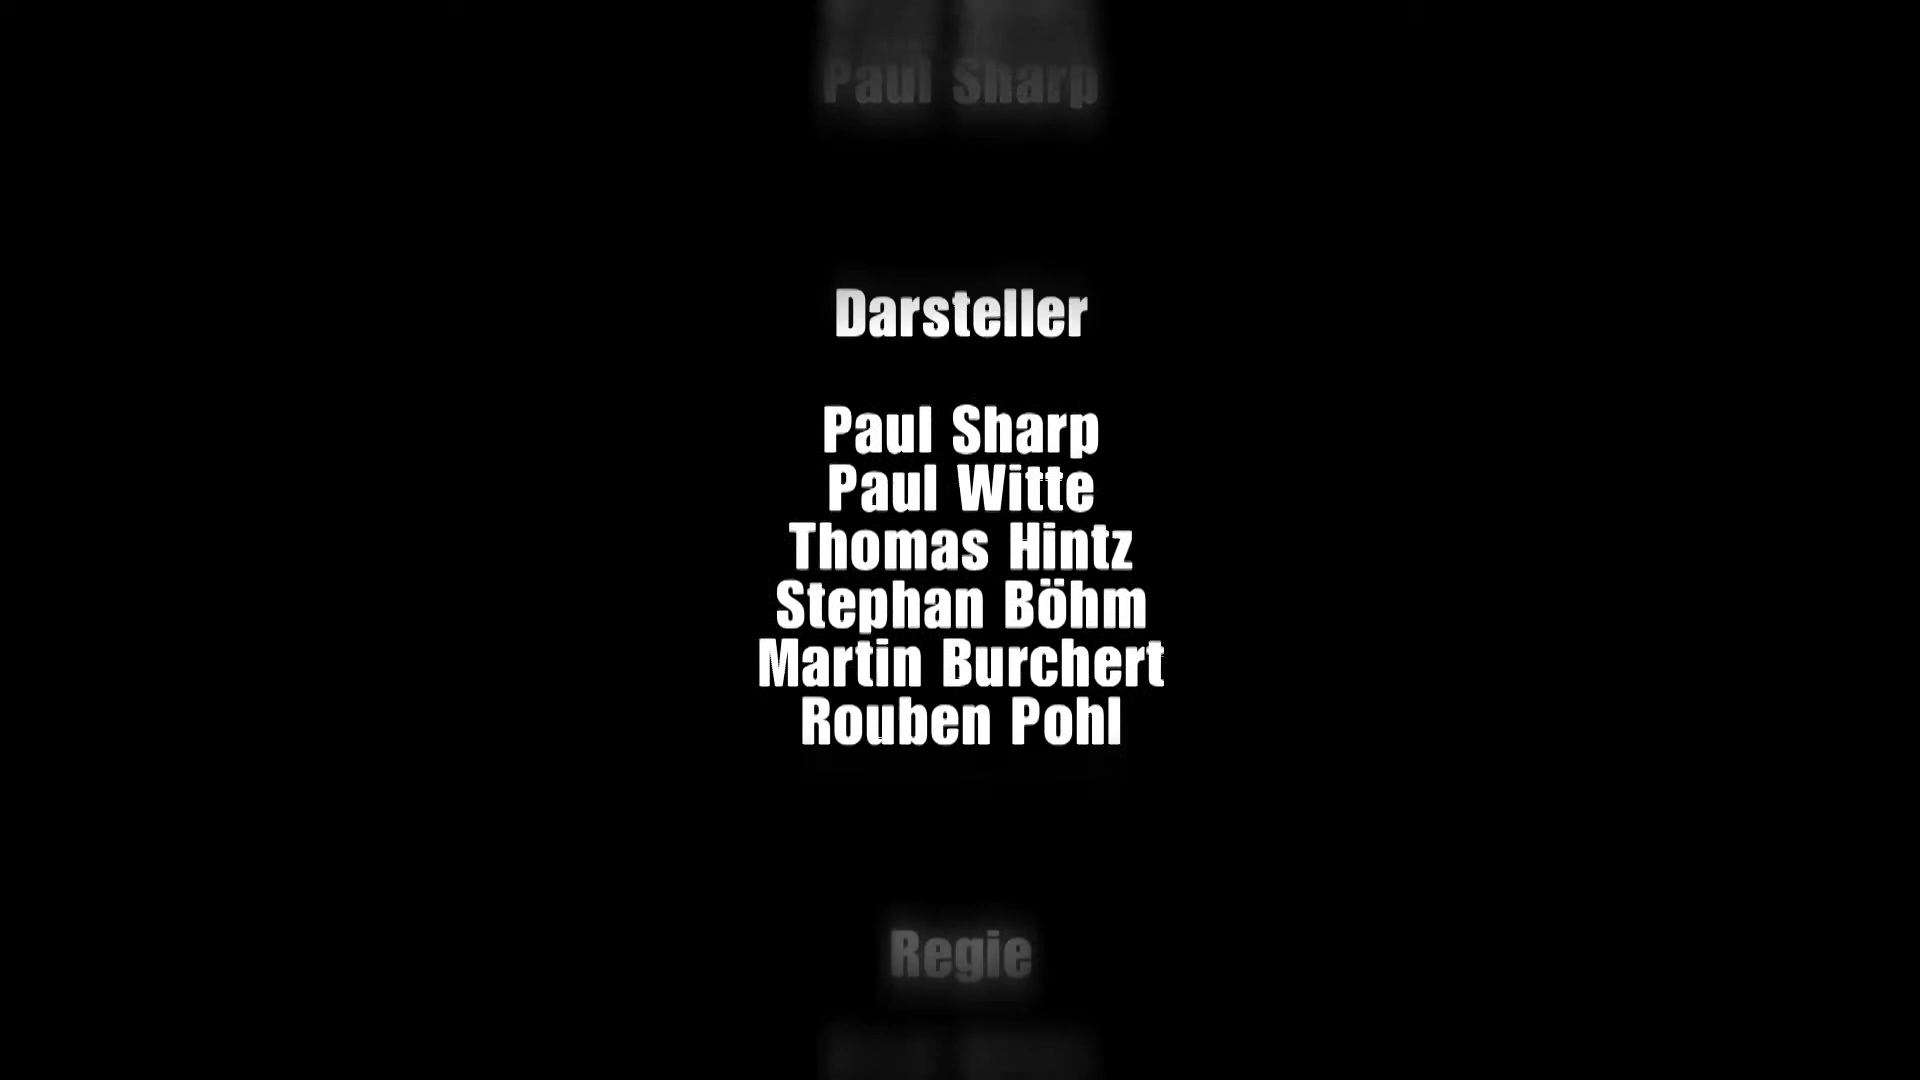 Paul Sharp
Darsteller
Paul Sharp
Paul Witte
Thomas Hintz
Stephan Böhm
Martin Burchert
Rouben Pohl
Regie